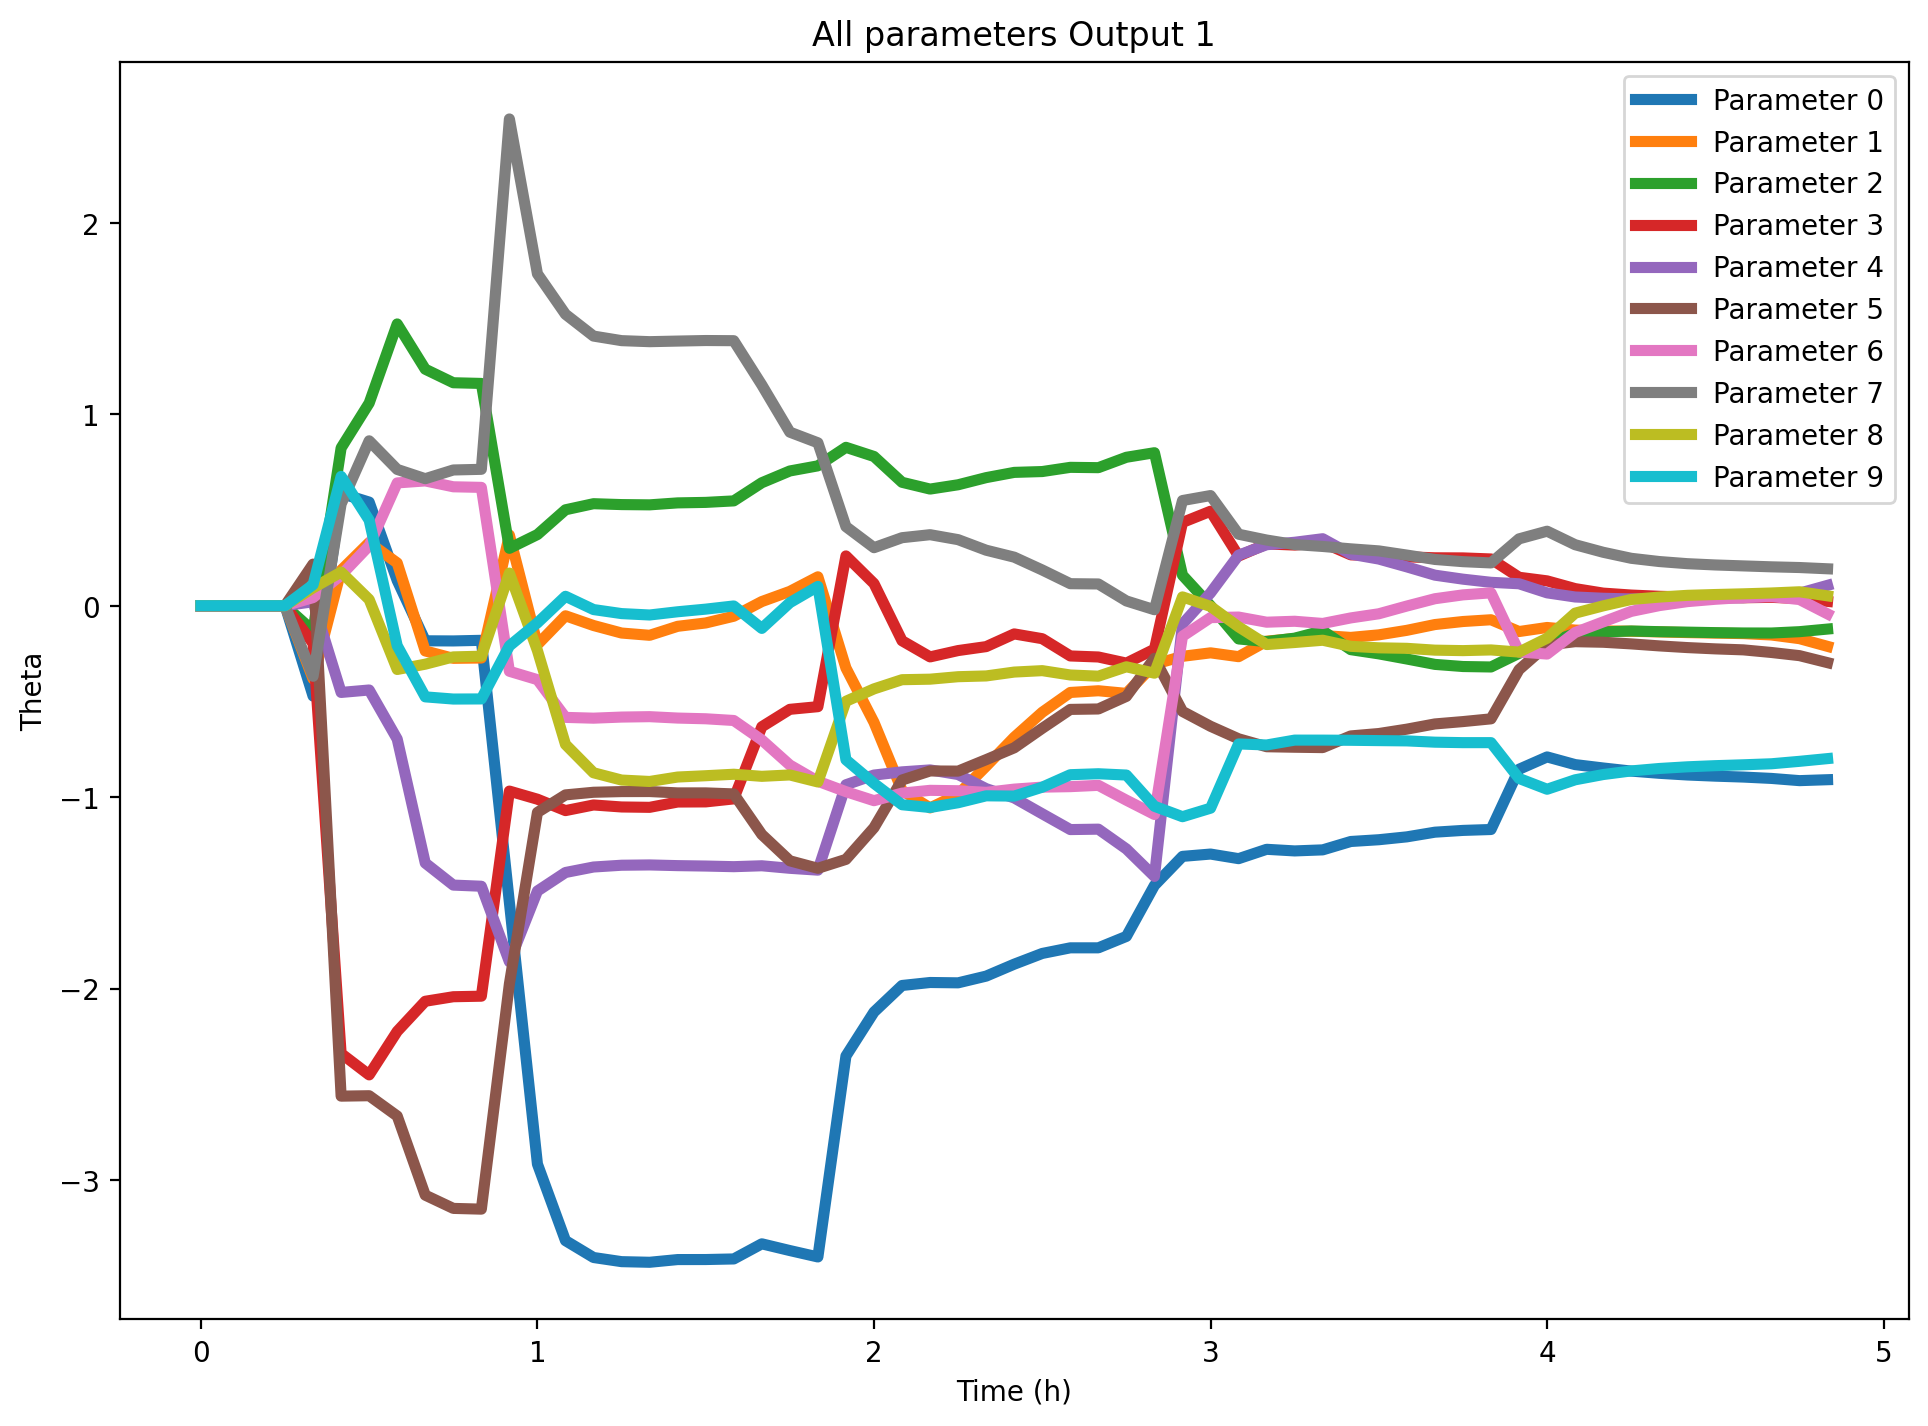 All parameters Output 1
Theta
2
1
0
−1
−2
−3
0
1
2
3
4
5
Time (h)
Parameter 0
Parameter 1
Parameter 2
Parameter 3
Parameter 4
Parameter 5
Parameter 6
Parameter 7
Parameter 8
Parameter 9